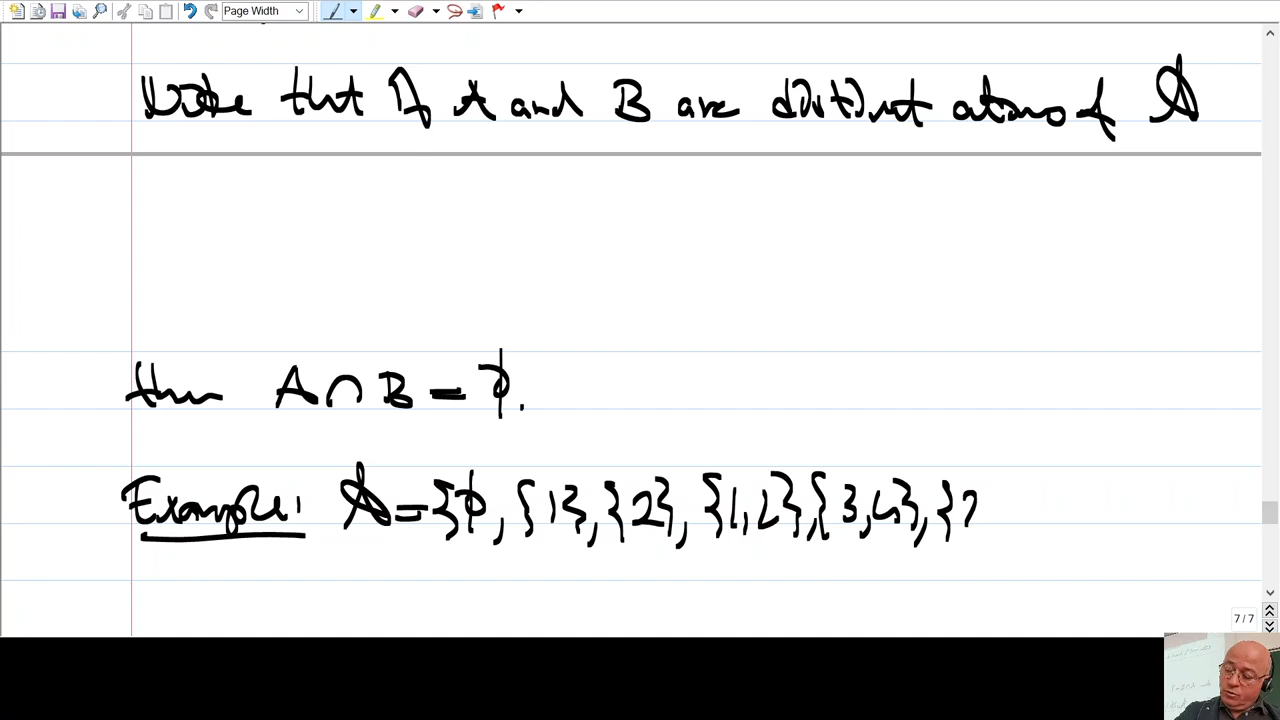 Page Width
Note that if A and B are distinct atoms of 𝒜
then A ∩ B = ϕ.
Example: 𝒜 = {ϕ, {1}, {2}, {1,2}, {3,4}, {2
7 / 7